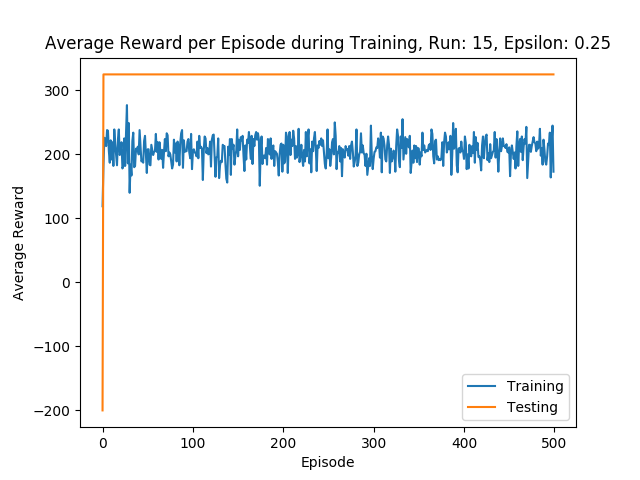 Average Reward per Episode during Training, Run: 15, Epsilon: 0.25
Average Reward
300
200
100
0
−100
−200
0 100 200 300 400 500
Episode
Training
Testing